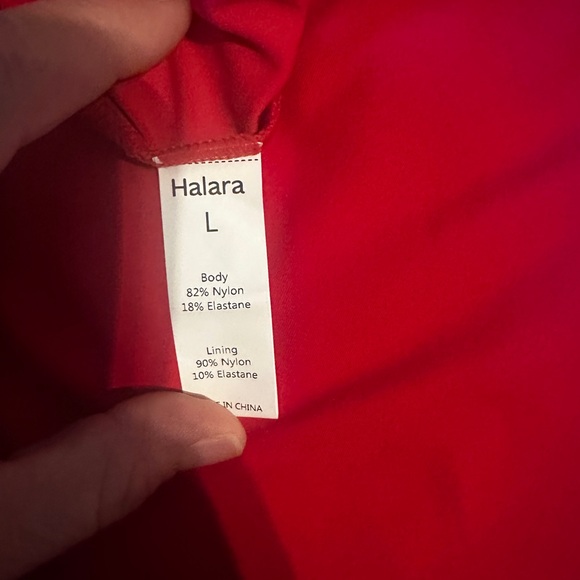 Halara
L
Body
82% Nylon
18% Elastane
Lining
90% Nylon
10% Elastane
IN CHINA